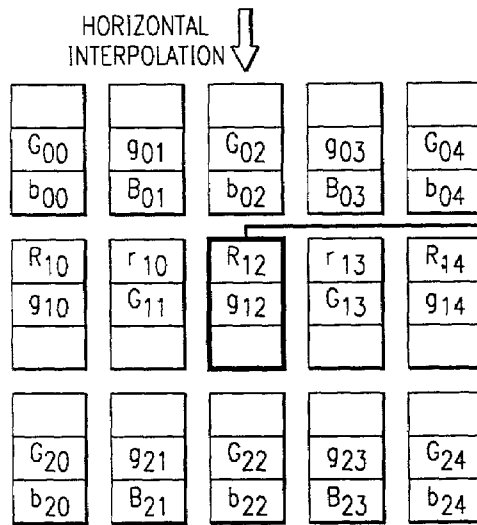 HORIZONTAL
INTERPOLATION
G00 g01 G02 g03 G04
b00 B01 b02 B03 b04
R10 r10 R12 r13 R14
g10 G11 g12 G13 g14
G20 g21 G22 g23 G24
b20 B21 b22 B23 b24